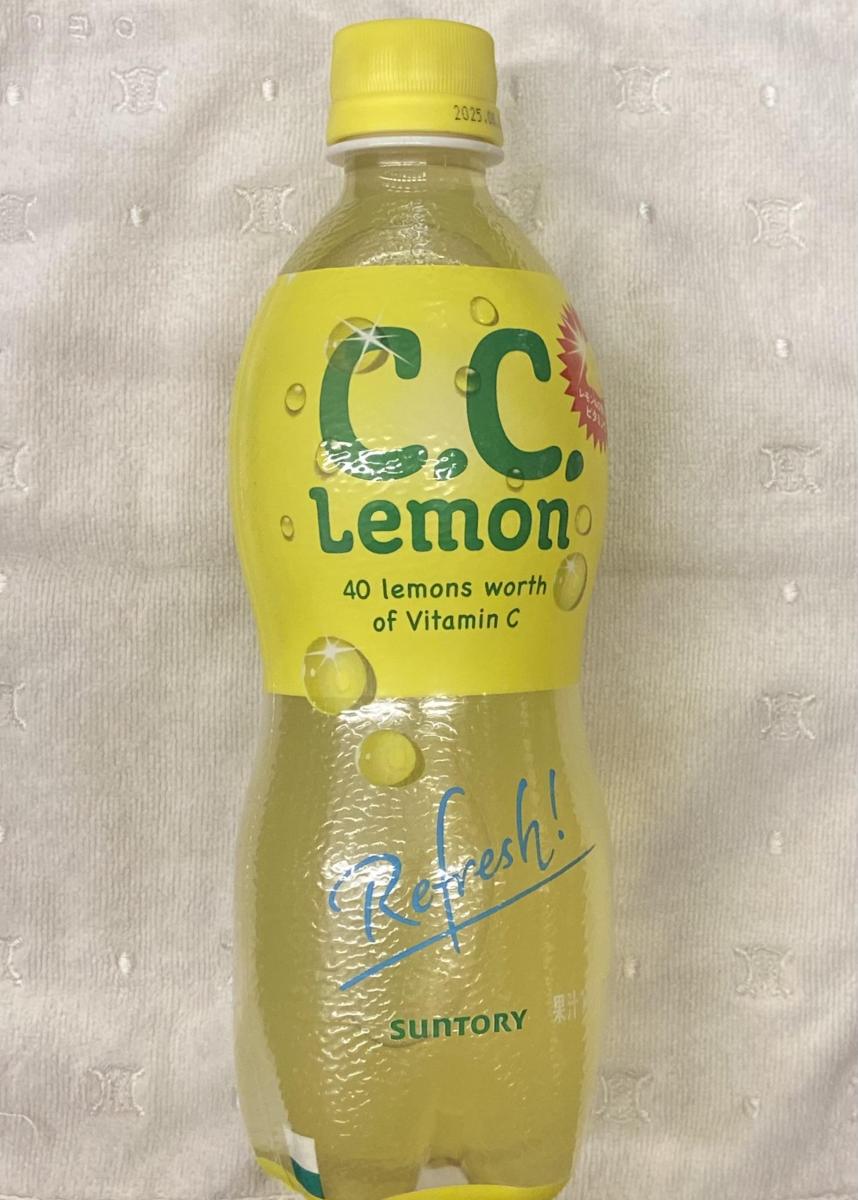 2025.
C.C.
Lemon
40 lemons worth
of Vitamin C
Refresh!
SUNTORY
果汁